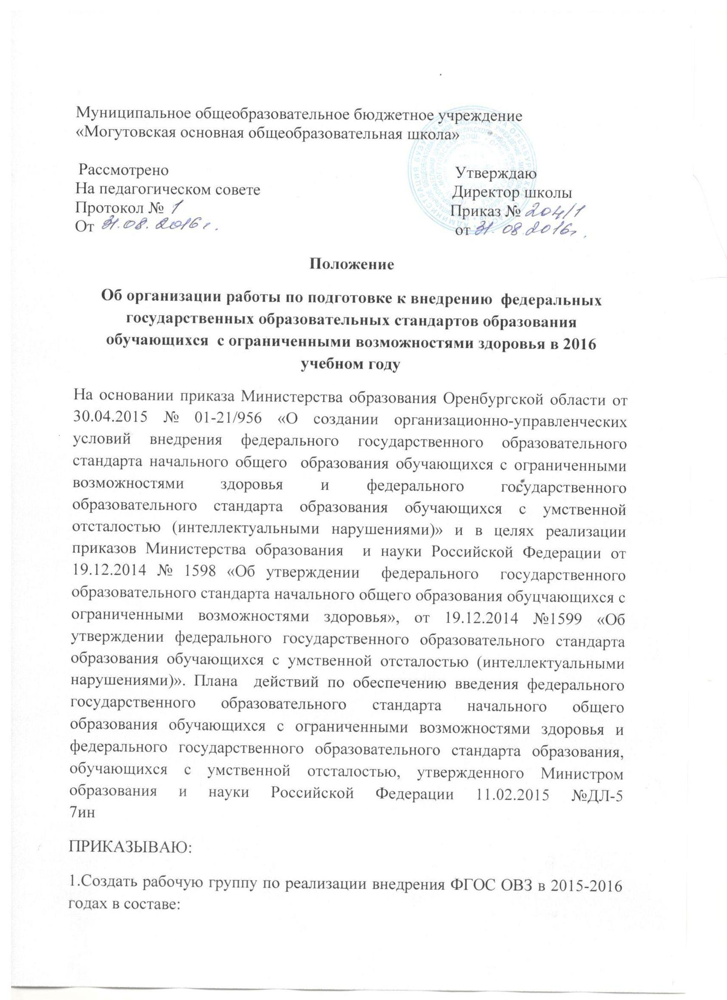 Муниципальное общеобразовательное бюджетное учреждение
«Могутовская основная общеобразовательная школа»
Рассмотрено
На педагогическом совете
Протокол № 1
От 31.08.2016г.
Утверждаю
Директор школы
Приказ № 204/1
от 31.08.2016г.
Положение
Об организации работы по подготовке к внедрению федеральных
государственных образовательных стандартов образования
обучающихся с ограниченными возможностями здоровья в 2016
учебном году
На основании приказа Министерства образования Оренбургской области от
30.04.2015 № 01-21/956 «О создании организационно-управленческих
условий внедрения федерального государственного образовательного
стандарта начального общего образования обучающихся с ограниченными
возможностями здоровья и федерального государственного
образовательного стандарта образования обучающихся с умственной
отсталостью (интеллектуальными нарушениями)» и в целях реализации
приказов Министерства образования и науки Российской Федерации от
19.12.2014 № 1598 «Об утверждении федерального государственного
образовательного стандарта начального общего образования обуцчающихся с
ограниченными возможностями здоровья», от 19.12.2014 №1599 «Об
утверждении федерального государственного образовательного стандарта
образования обучающихся с умственной отсталостью (интеллектуальными
нарушениями)». Плана действий по обеспечению введения федерального
государственного образовательного стандарта начального общего
образования обучающихся с ограниченными возможностями здоровья и
федерального государственного образовательного стандарта образования,
обучающихся с умственной отсталостью, утвержденного Министром
образования и науки Российской Федерации 11.02.2015 №ДЛ-5
7ин
ПРИКАЗЫВАЮ:
1.Создать рабочую группу по реализации внедрения ФГОС ОВЗ в 2015-2016
годах в составе: